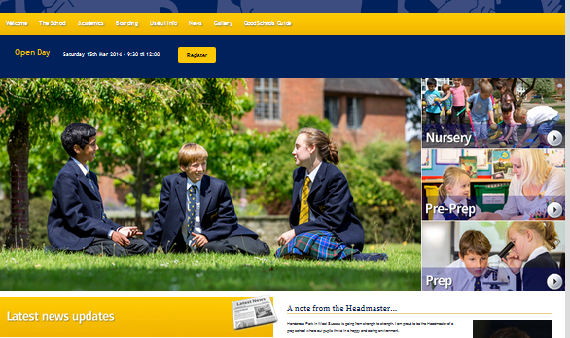 Welcome The School Academics Boarding Useful Info News Gallery Good Schools Guide
Open Day Saturday 15th Mar 2014 - 9:30 til 12:00 Register
Nursery
Pre-Prep
Prep
Latest news updates
Latest News
A note from the Headmaster...
Park in West Sussex is going from strength to strength. I am proud to be the Headmaster of a
prep school where our pupils thrive in a happy and caring environment.